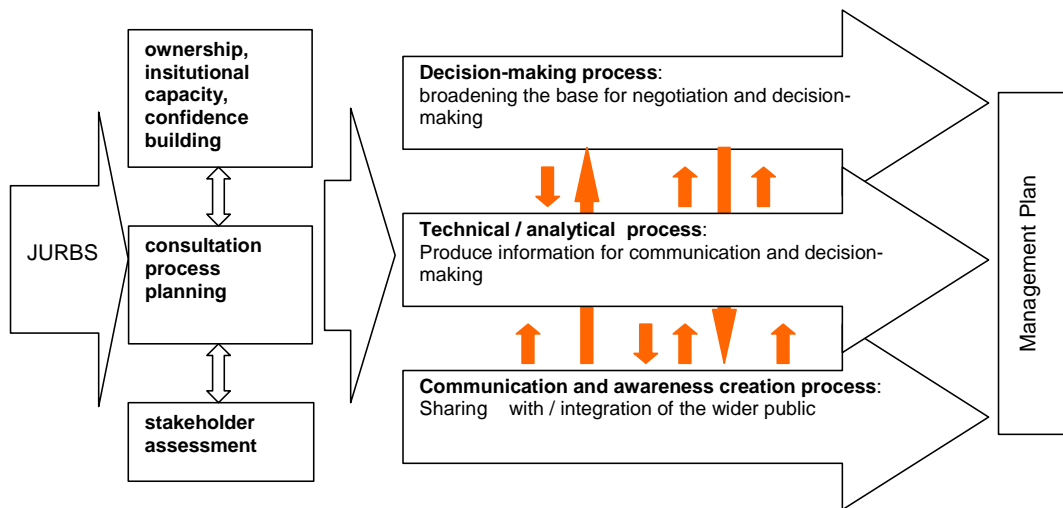 JURBS
ownership,
insitutional
capacity,
confidence
building
consultation
process
planning
stakeholder
assessment
Decision-making process:
broadening the base for negotiation and decision-
making
Technical / analytical process:
Produce information for communication and decision-
making
Communication and awareness creation process:
Sharing with / integration of the wider public
Management Plan